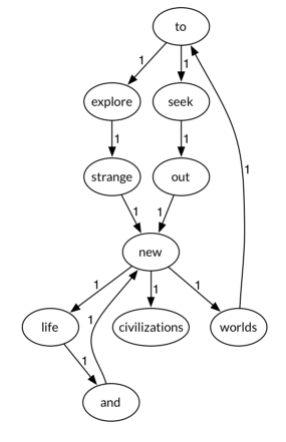 to
1 1
explore seek
1 1
strange out
1 1
1
new
1 1 1
1
life civilizations worlds
1
and